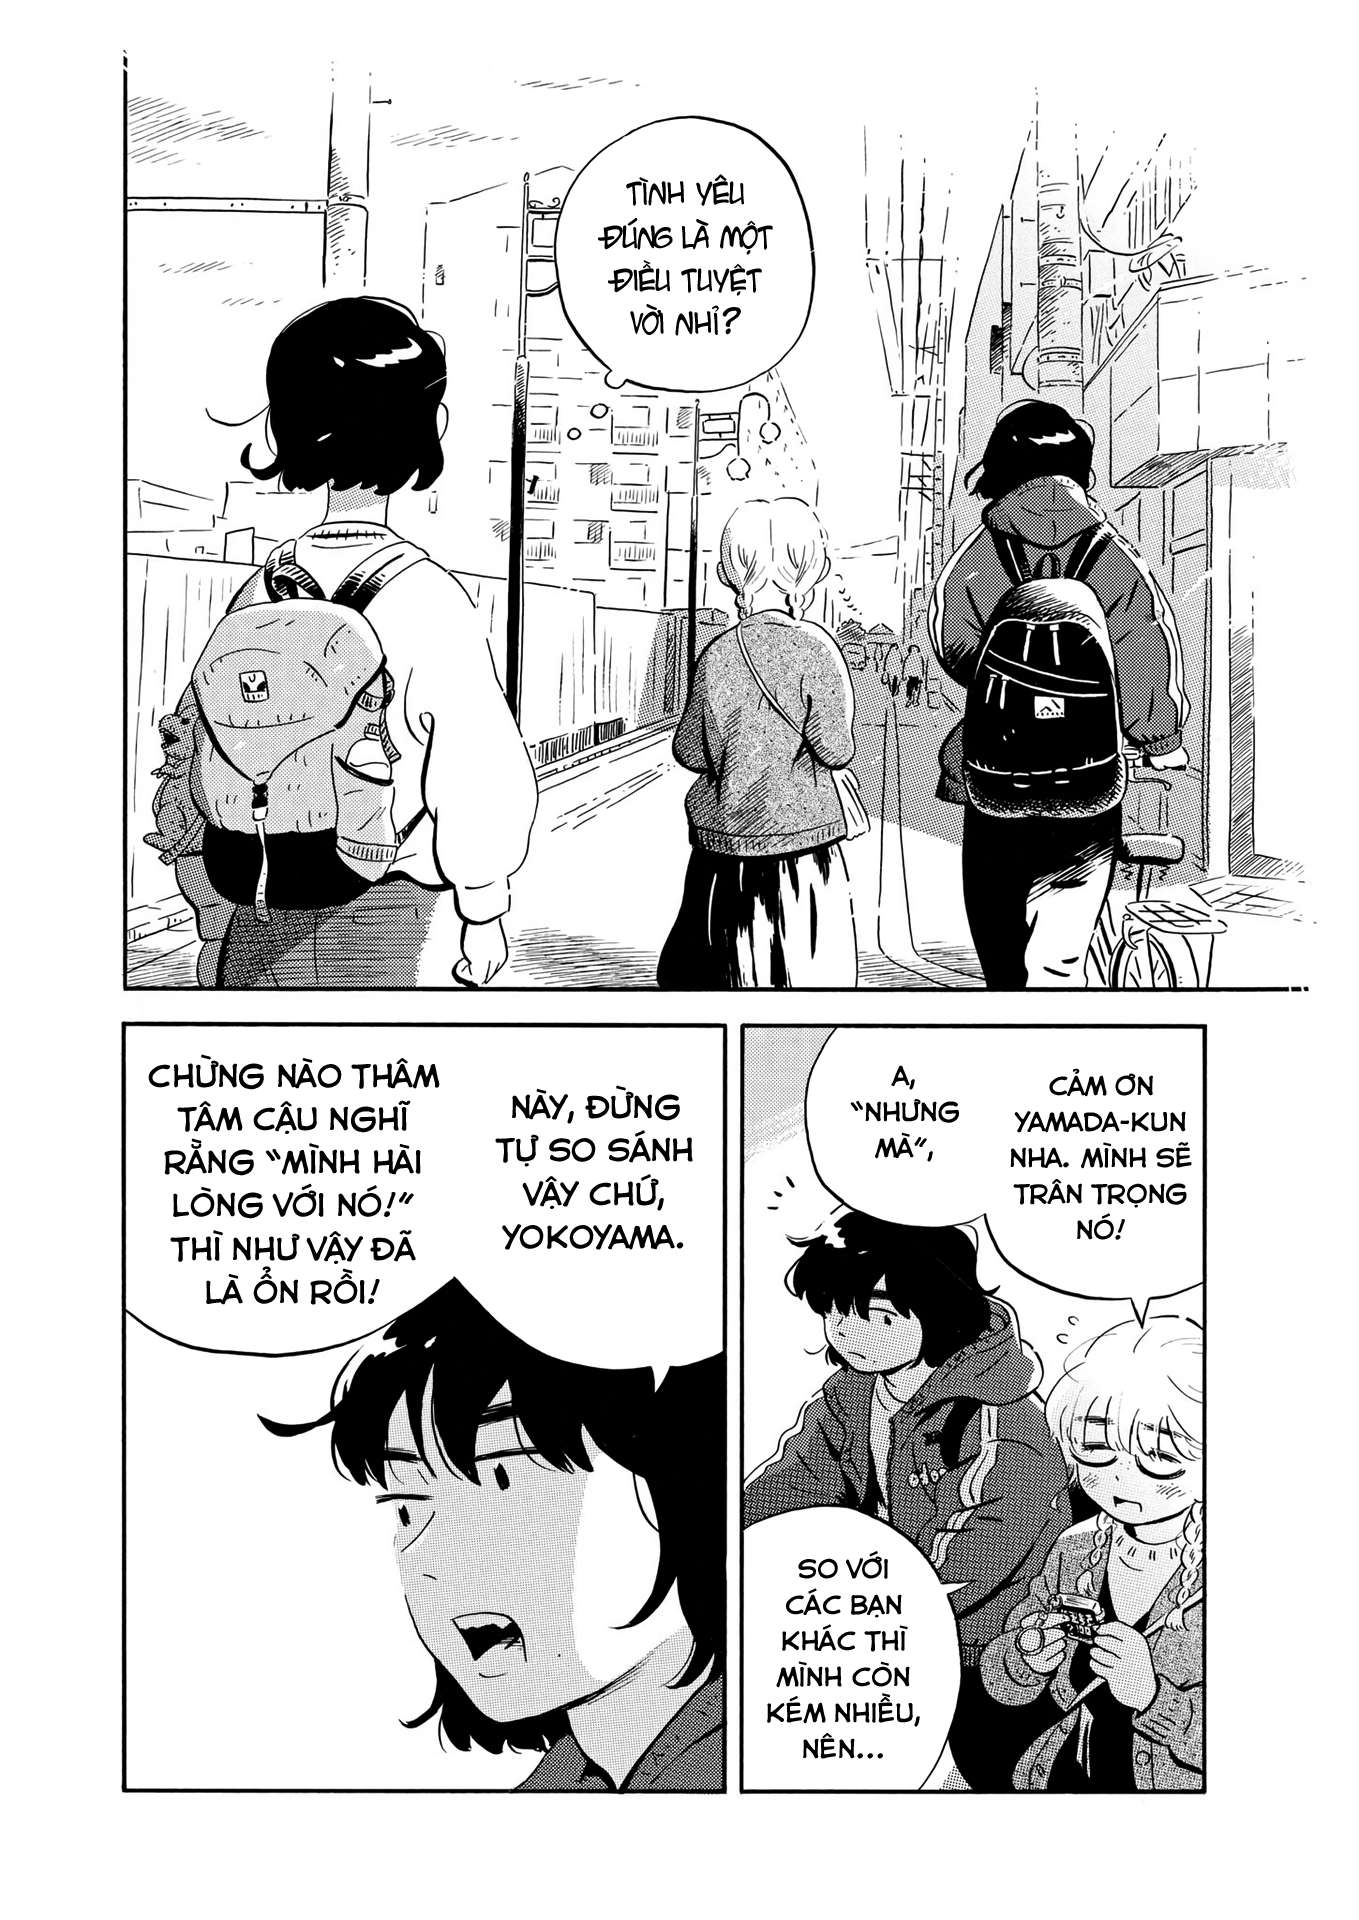 TÌNH YÊU
ĐÚNG LÀ MỘT
ĐIỀU TUYỆT
VỜI NHỈ?
CẢM ƠN
YAMADA-KUN
NHA. MÌNH SẼ
TRÂN TRỌNG
NÓ!
A,
“NHƯNG
MÀ”,
SO VỚI
CÁC BẠN
KHÁC THÌ
MÌNH CÒN
KÉM NHIỀU,
NÊN...
NÀY, ĐỪNG
TỰ SO SÁNH
VẬY CHỨ,
YOKOYAMA.
CHỪNG NÀO THÂM
TÂM CẬU NGHĨ
RẰNG “MÌNH HÀI
LÒNG VỚI NÓ!”
THÌ NHƯ VẬY ĐÃ
LÀ ỔN RỒI!